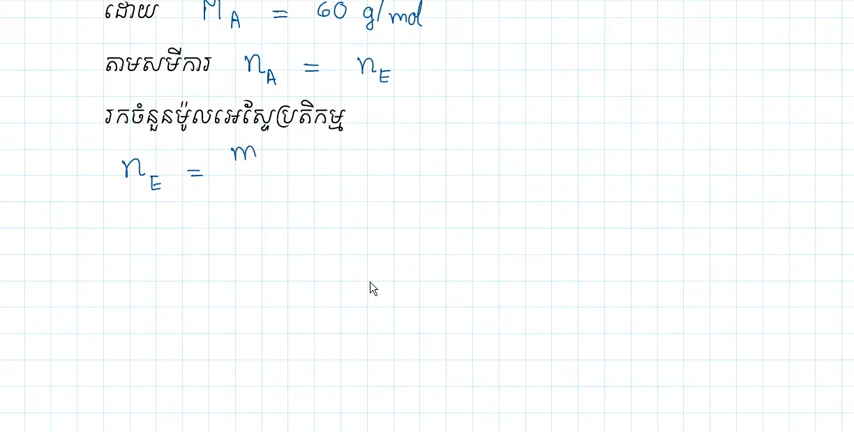 ដោយ M_A = 60 g/mol
តាមសមីការ n_A = n_E
រកចំនួនម៉ូលអេស្ទែប្រតិកម្ម
n_E = m